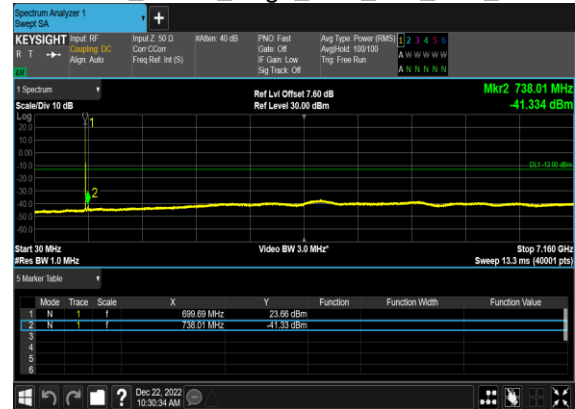 Spectrum Analyzer 1
Swept SA
+
KEYSIGHT Input: RF Input Z: 50 Ω #Atten: 40 dB PNO: Fast Avg Type: Power (RMS) 1 2 3 4 5 6
R T Coupling: DC Corr CCorr Gate: Off Avg|Hold: 100/100 A W W W W W
Align: Auto Freq Ref: Int (S) IF Gain: Low Trig: Free Run
Sig Track: Off A N N N N N
LW
1 Spectrum Ref Lvl Offset 7.60 dB Mkr2 738.01 MHz
Scale/Div 10 dB Ref Level 30.00 dBm -41.334 dBm
Log
20.0
10.0
0.00
-10.0
DL1 -13.00 dBm
-20.0
-30.0
-40.0
-50.0
-60.0
1
2
Start 30 MHz Video BW 3.0 MHz* Stop 7.160 GHz
#Res BW 1.0 MHz Sweep 13.3 ms (40001 pts)
5 Marker Table
Mode Trace Scale X Y Function Function Width Function Value
1 N 1 f 699.69 MHz 23.66 dBm
2 N 1 f 738.01 MHz -41.33 dBm
3
4
5
6
? Dec 22, 2022
10:30:34 AM